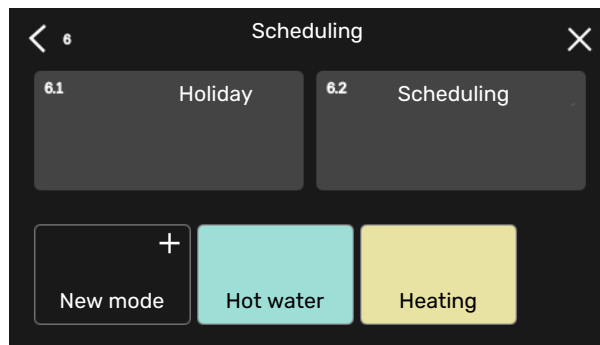 6 Scheduling
6.1 Holiday
6.2 Scheduling
New mode
Hot water
Heating